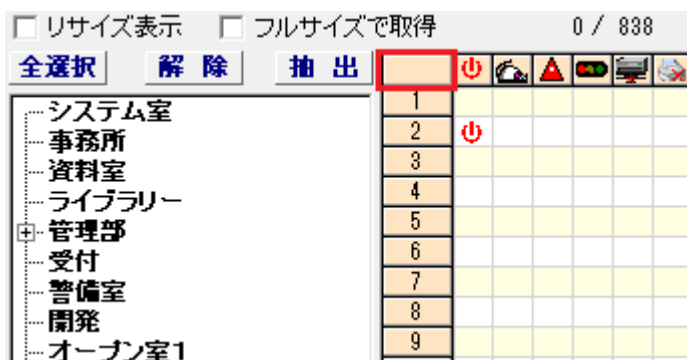 リサイズ表示 フルサイズで取得 0 / 838
全選択 解 除 抽 出
システム室
事務所
資料室
ライブラリー
管理部
受付
警備室
開発
オーブン室1
1
2
3
4
5
6
7
8
9